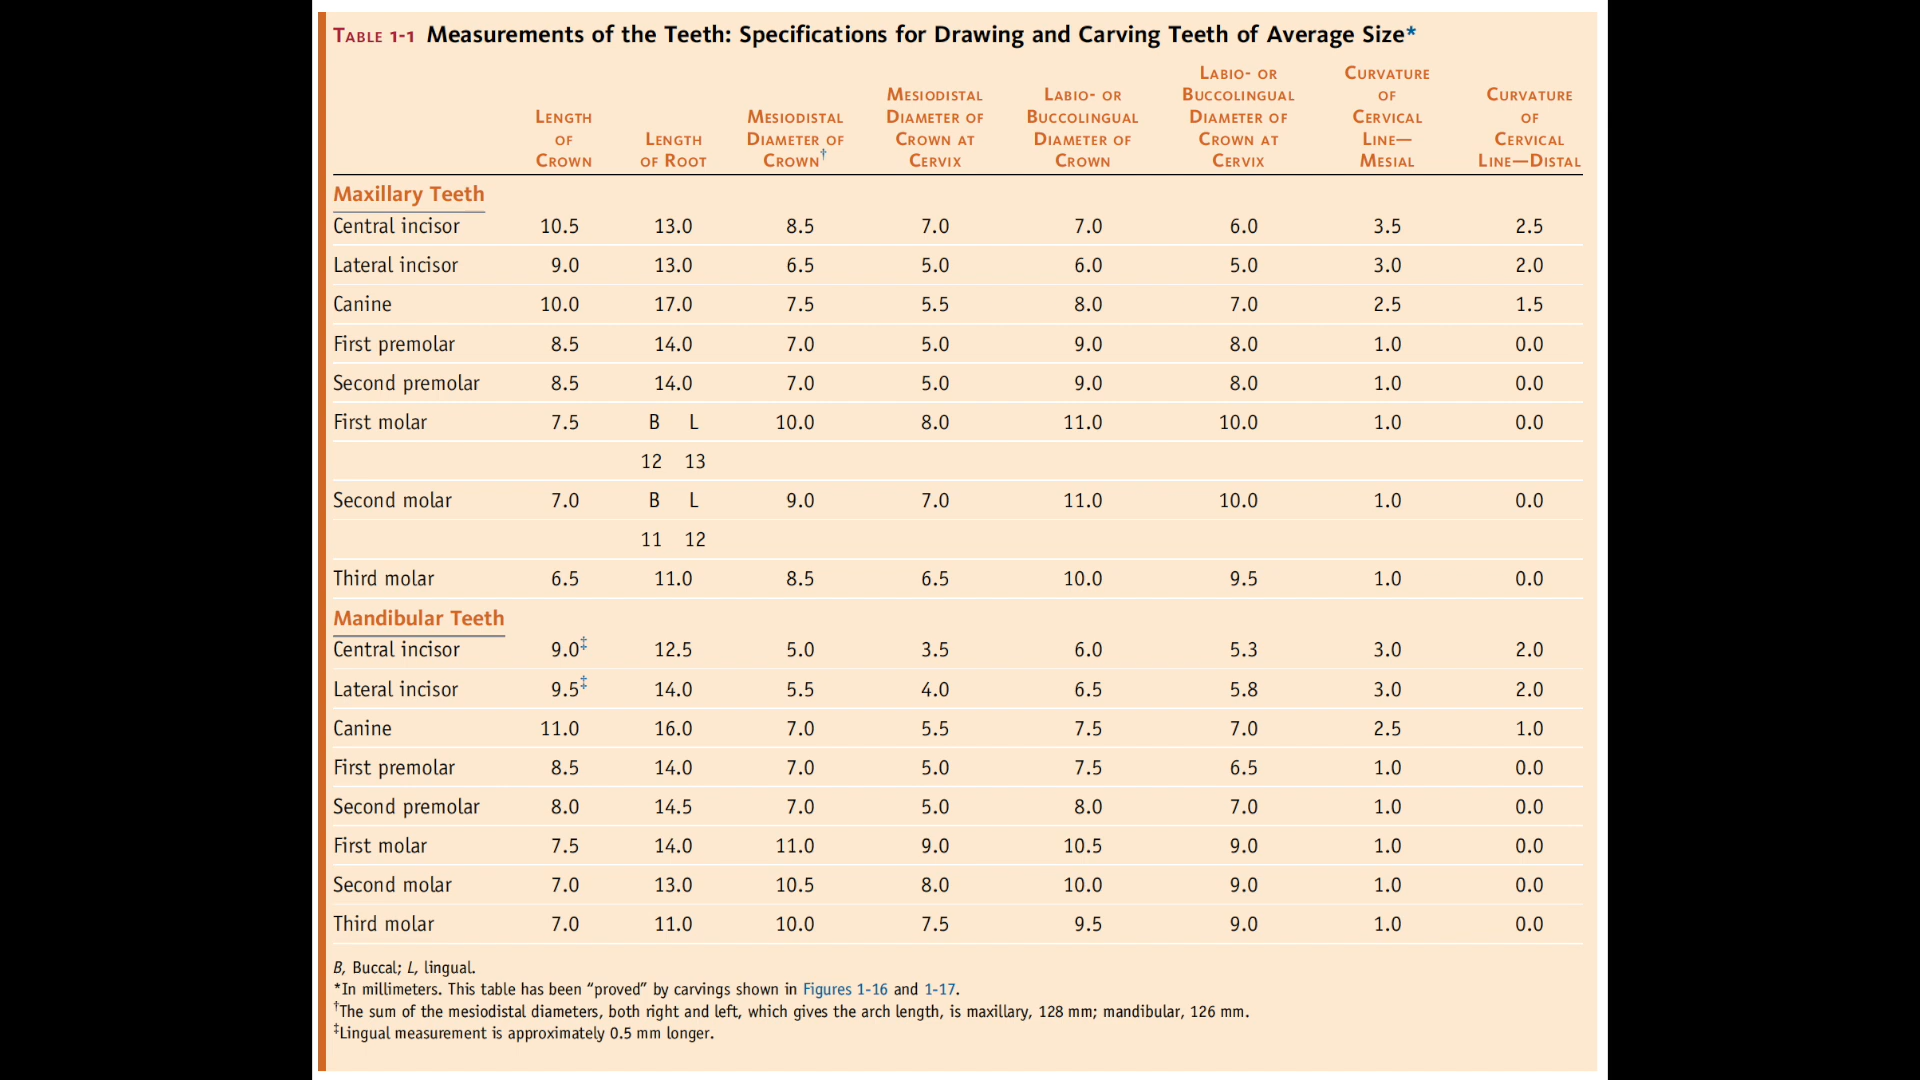 TABLE 1-1 Measurements of the Teeth: Specifications for Drawing and Carving Teeth of Average Size*
LENGTH OF CROWN LENGTH OF ROOT MESIODISTAL DIAMETER OF CROWN† MESIODISTAL DIAMETER OF CROWN AT CERVIX LABIO- OR BUCCOLINGUAL DIAMETER OF CROWN LABIO- OR BUCCOLINGUAL DIAMETER OF CROWN AT CERVIX CURVATURE OF CERVICAL LINE—MESIAL CURVATURE OF CERVICAL LINE—DISTAL
Maxillary Teeth
Central incisor 10.5 13.0 8.5 7.0 7.0 6.0 3.5 2.5
Lateral incisor 9.0 13.0 6.5 5.0 6.0 5.0 3.0 2.0
Canine 10.0 17.0 7.5 5.5 8.0 7.0 2.5 1.5
First premolar 8.5 14.0 7.0 5.0 9.0 8.0 1.0 0.0
Second premolar 8.5 14.0 7.0 5.0 9.0 8.0 1.0 0.0
First molar 7.5 B L 10.0 8.0 11.0 10.0 1.0 0.0
12 13
Second molar 7.0 B L 9.0 7.0 11.0 10.0 1.0 0.0
11 12
Third molar 6.5 11.0 8.5 6.5 10.0 9.5 1.0 0.0
Mandibular Teeth
Central incisor 9.0‡ 12.5 5.0 3.5 6.0 5.3 3.0 2.0
Lateral incisor 9.5‡ 14.0 5.5 4.0 6.5 5.8 3.0 2.0
Canine 11.0 16.0 7.0 5.5 7.5 7.0 2.5 1.0
First premolar 8.5 14.0 7.0 5.0 7.5 6.5 1.0 0.0
Second premolar 8.0 14.5 7.0 5.0 8.0 7.0 1.0 0.0
First molar 7.5 14.0 11.0 9.0 10.5 9.0 1.0 0.0
Second molar 7.0 13.0 10.5 8.0 10.0 9.0 1.0 0.0
Third molar 7.0 11.0 10.0 7.5 9.5 9.0 1.0 0.0
B, Buccal; L, lingual.
*In millimeters. This table has been “proved” by carvings shown in Figures 1-16 and 1-17.
†The sum of the mesiodistal diameters, both right and left, which gives the arch length, is maxillary, 128 mm; mandibular, 126 mm.
‡Lingual measurement is approximately 0.5 mm longer.